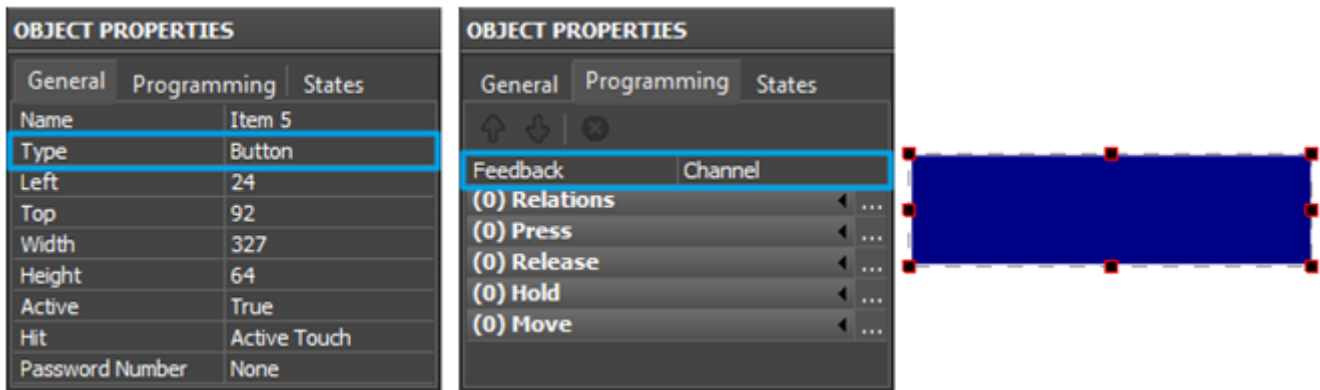 OBJECT PROPERTIES
General Programming States
Name Item 5
Type Button
Left 24
Top 92
Width 327
Height 64
Active True
Hit Active Touch
Password Number None
OBJECT PROPERTIES
General Programming States
Feedback Channel
(0) Relations ...
(0) Press ...
(0) Release ...
(0) Hold ...
(0) Move ...